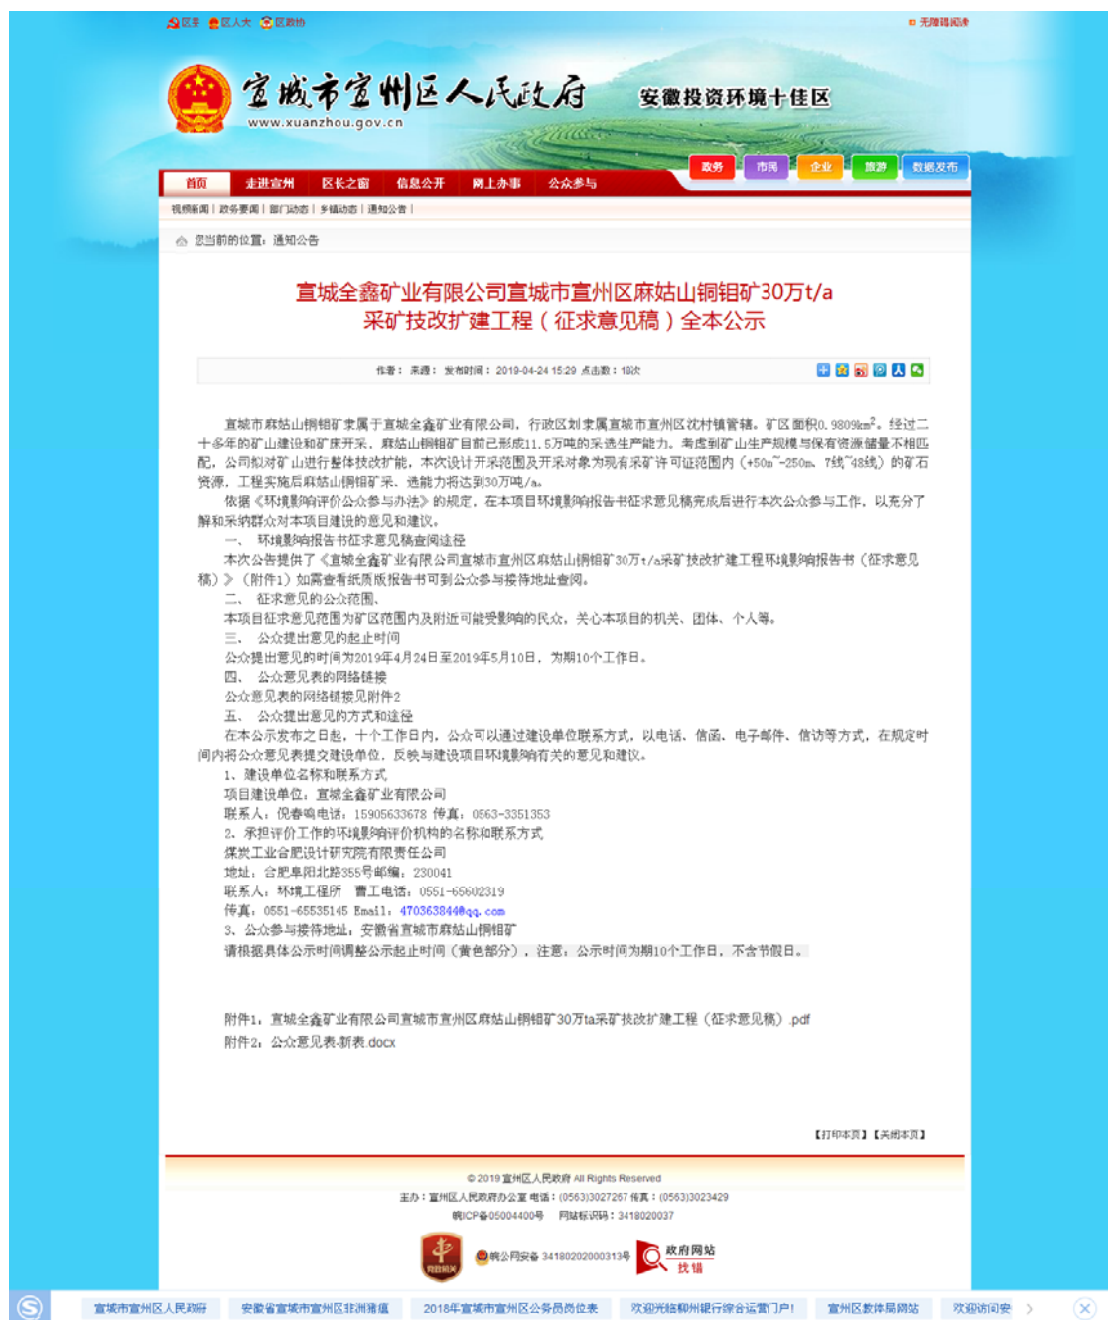 区委 区人大 区政协 无障碍阅读
宣城市宣州区人民政府 安徽投资环境十佳区
www.xuanzhou.gov.cn
政务 市民 企业 旅游 数据发布
首页 走进宣州 区长之窗 信息公开 网上办事 公众参与
视频新闻 | 政务要闻 | 部门动态 | 乡镇动态 | 通知公告 |
您当前的位置：通知公告
宣城全鑫矿业有限公司宣城市宣州区麻姑山铜钼矿30万t/a
采矿技改扩建工程（征求意见稿）全本公示
作者： 来源： 发布时间：2019-04-24 15:29 点击数：18次
宣城市麻姑山铜钼矿隶属于宣城全鑫矿业有限公司，行政区划隶属宣城市宣州区沈村镇管辖。矿区面积0.9809km²。经过二
十多年的矿山建设和矿床开采，麻姑山铜钼矿目前已形成11.5万吨的采选生产能力。考虑到矿山生产规模与保有资源储量不相匹
配，公司拟对矿山进行整体技改扩能，本次设计开采范围及开采对象为现有采矿许可证范围内（+50m~-250m、7线~48线）的矿石
资源，工程实施后麻姑山铜钼矿采、选能力将达到30万吨/a。
依据《环境影响评价公众参与办法》的规定，在本项目环境影响报告书征求意见稿完成后进行本次公众参与工作，以充分了
解和采纳群众对本项目建设的意见和建议。
一、 环境影响报告书征求意见稿查阅途径
本次公告提供了《宣城全鑫矿业有限公司宣城市宣州区麻姑山铜钼矿30万t/a采矿技改扩建工程环境影响报告书（征求意见
稿）》（附件1）如需查看纸质版报告书可到公众参与接待地址查阅。
二、 征求意见的公众范围、
本项目征求意见范围为矿区范围内及附近可能受影响的民众，关心本项目的机关、团体、个人等。
三、 公众提出意见的起止时间
公众提出意见的时间为2019年4月24日至2019年5月10日，为期10个工作日。
四、 公众意见表的网络链接
公众意见表的网络链接见附件2
五、 公众提出意见的方式和途径
在本公示发布之日起，十个工作日内，公众可以通过建设单位联系方式，以电话、信函、电子邮件、信访等方式，在规定时
间内将公众意见表提交建设单位，反映与建设项目环境影响有关的意见和建议。
1、建设单位名称和联系方式
项目建设单位：宣城全鑫矿业有限公司
联系人：倪春鸣电话：15905633678 传真：0563-3351353
2、承担评价工作的环境影响评价机构的名称和联系方式
煤炭工业合肥设计研究院有限责任公司
地址：合肥阜阳北路355号邮编：230041
联系人：环境工程所 曹工电话：0551-65602319
传真：0551-65535145 Email：470363844@qq.com
3、公众参与接待地址：安徽省宣城市麻姑山铜钼矿
请根据具体公示时间调整公示起止时间（黄色部分），注意：公示时间为期10个工作日，不含节假日。
附件1：宣城全鑫矿业有限公司宣城市宣州区麻姑山铜钼矿30万ta采矿技改扩建工程（征求意见稿）.pdf
附件2：公众意见表-新表.docx
【打印本页】【关闭本页】
© 2019 宣州区人民政府 All Rights Reserved
主办：宣州区人民政府办公室 电话：(0563)3027267 传真：(0563)3023429
皖ICP备05004400号 网站标识码：3418020037
党政机关 皖公网安备 34180202000313号 政府网站
找错
宣城市宣州区人民政府 安徽省宣城市宣州区非洲猪瘟 2018年宣城市宣州区公务员岗位表 欢迎光临柳州银行综合运营门户！ 宣州区教体局网站 欢迎访问安